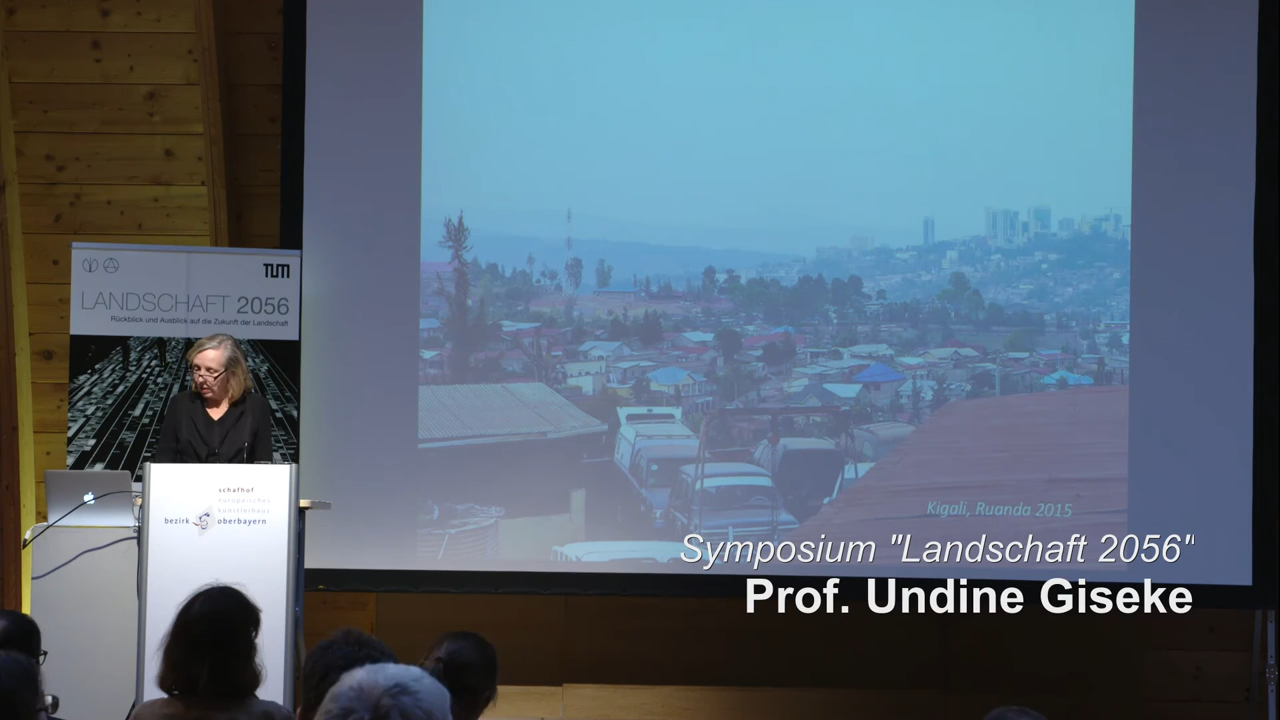 TUM
LANDSCHAFT 2056
Rückblick und Ausblick auf die Zukunft der Landschaft
schafhof
europäisches
künstlerhaus
bezirk oberbayern
Kigali, Ruanda 2015
Symposium "Landschaft 2056"
Prof. Undine Giseke